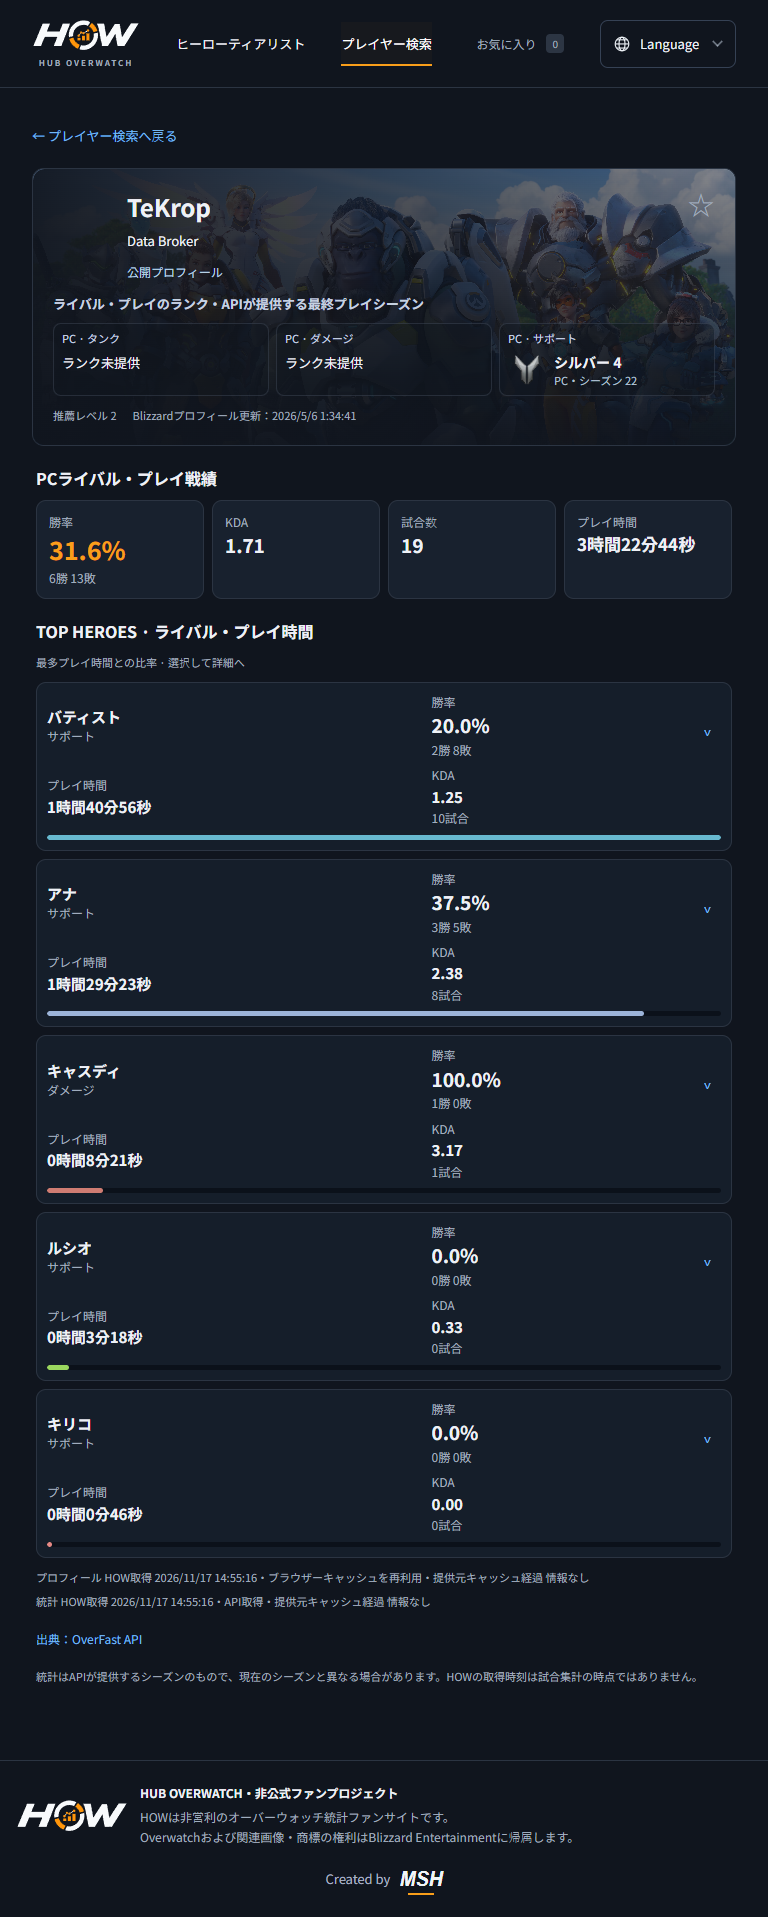 HOW
HUB OVERWATCH
ヒーローティアリスト
プレイヤー検索
お気に入り 0
Language
← プレイヤー検索へ戻る
TeKrop
Data Broker
公開プロフィール
ライバル・プレイのランク・APIが提供する最終プレイシーズン
PC・タンク
ランク未提供
PC・ダメージ
ランク未提供
PC・サポート
シルバー 4
PC・シーズン 22
推薦レベル 2 Blizzardプロフィール更新：2026/5/6 1:34:41
PCライバル・プレイ戦績
勝率
31.6%
6勝 13敗
KDA
1.71
試合数
19
プレイ時間
3時間22分44秒
TOP HEROES · ライバル・プレイ時間
最多プレイ時間との比率 · 選択して詳細へ
バティスト
サポート
勝率
20.0%
2勝 8敗
プレイ時間
1時間40分56秒
KDA
1.25
10試合
アナ
サポート
勝率
37.5%
3勝 5敗
プレイ時間
1時間29分23秒
KDA
2.38
8試合
キャスディ
ダメージ
勝率
100.0%
1勝 0敗
プレイ時間
0時間8分21秒
KDA
3.17
1試合
ルシオ
サポート
勝率
0.0%
0勝 0敗
プレイ時間
0時間3分18秒
KDA
0.33
0試合
キリコ
サポート
勝率
0.0%
0勝 0敗
プレイ時間
0時間0分46秒
KDA
0.00
0試合
プロフィール HOW取得 2026/11/17 14:55:16・ブラウザーキャッシュを再利用・提供元キャッシュ経過 情報なし
統計 HOW取得 2026/11/17 14:55:16・API取得・提供元キャッシュ経過 情報なし
出典：OverFast API
統計はAPIが提供するシーズンのもので、現在のシーズンと異なる場合があります。HOWの取得時刻は試合集計の時点ではありません。
HOW
HUB OVERWATCH・非公式ファンプロジェクト
HOWは非営利のオーバーウォッチ統計ファンサイトです。
Overwatchおよび関連画像・商標の権利はBlizzard Entertainmentに帰属します。
Created by MSH